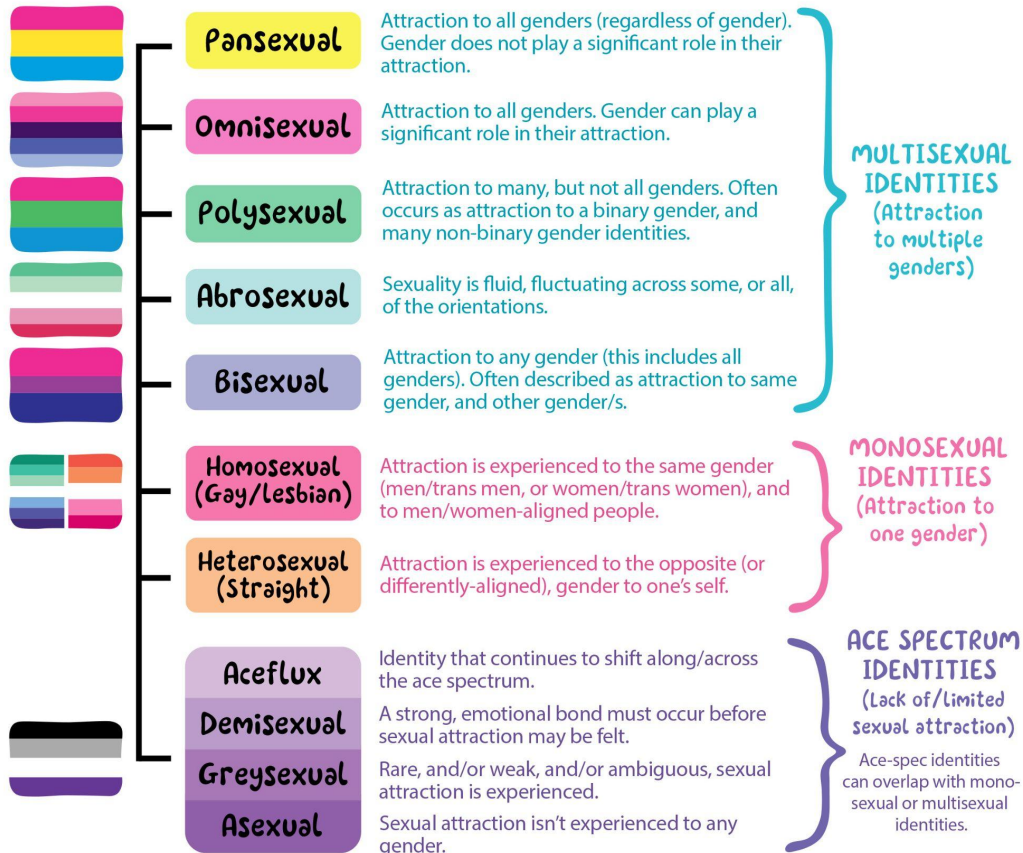 Pansexual
Attraction to all genders (regardless of gender).
Gender does not play a significant role in their
attraction.
Omnisexual
Attraction to all genders. Gender can play a
significant role in their attraction.
Polysexual
Attraction to many, but not all genders. Often
occurs as attraction to a binary gender, and
many non-binary gender identities.
Abrosexual
Sexuality is fluid, fluctuating across some, or all,
of the orientations.
Bisexual
Attraction to any gender (this includes all
genders). Often described as attraction to same
gender, and other gender/s.
MULTISEXUAL
IDENTITIES
(Attraction
to multiple
genders)
Homosexual
(Gay/lesbian)
Attraction is experienced to the same gender
(men/trans men, or women/trans women), and
to men/women-aligned people.
Heterosexual
(Straight)
Attraction is experienced to the opposite (or
differently-aligned), gender to one's self.
MONOSEXUAL
IDENTITIES
(Attraction to
one gender)
Aceflux
Identity that continues to shift along/across
the ace spectrum.
Demisexual
A strong, emotional bond must occur before
sexual attraction may be felt.
Greysexual
Rare, and/or weak, and/or ambiguous, sexual
attraction is experienced.
Asexual
Sexual attraction isn't experienced to any
gender.
ACE SPECTRUM
IDENTITIES
(Lack of/limited
sexual attraction)
Ace-spec identities
can overlap with mono-
sexual or multisexual
identities.